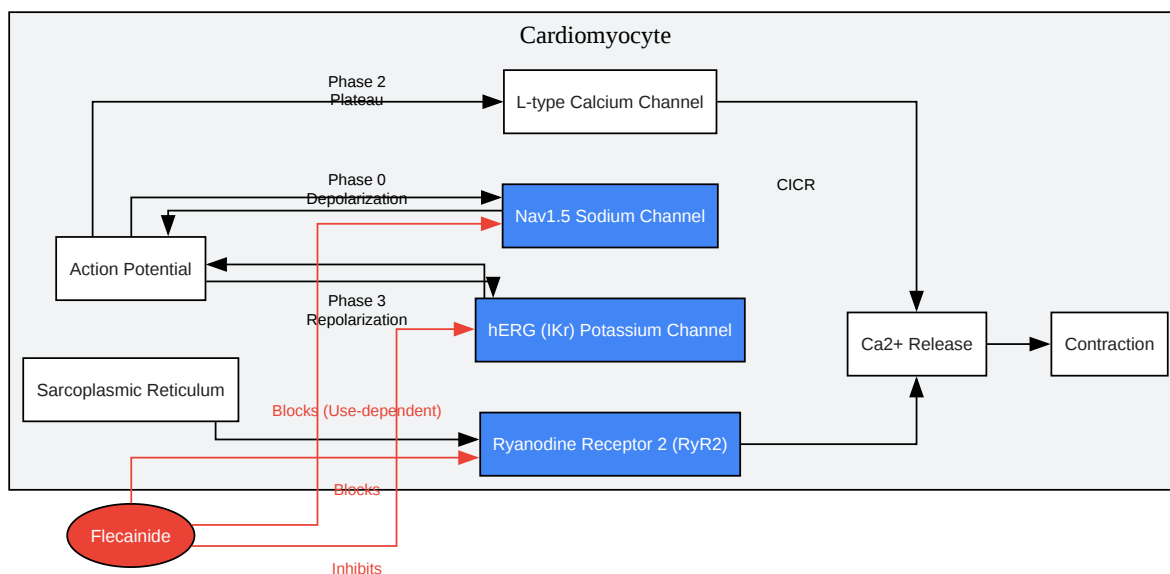 Cardiomyocyte
Phase 2
Plateau
L-type Calcium Channel
Phase 0
Depolarization
CICR
Nav1.5 Sodium Channel
Action Potential
Phase 3
Repolarization
hERG (IKr) Potassium Channel
Ca2+ Release
Contraction
Sarcoplasmic Reticulum
Blocks (Use-dependent)
Ryanodine Receptor 2 (RyR2)
Blocks
Flecainide
Inhibits